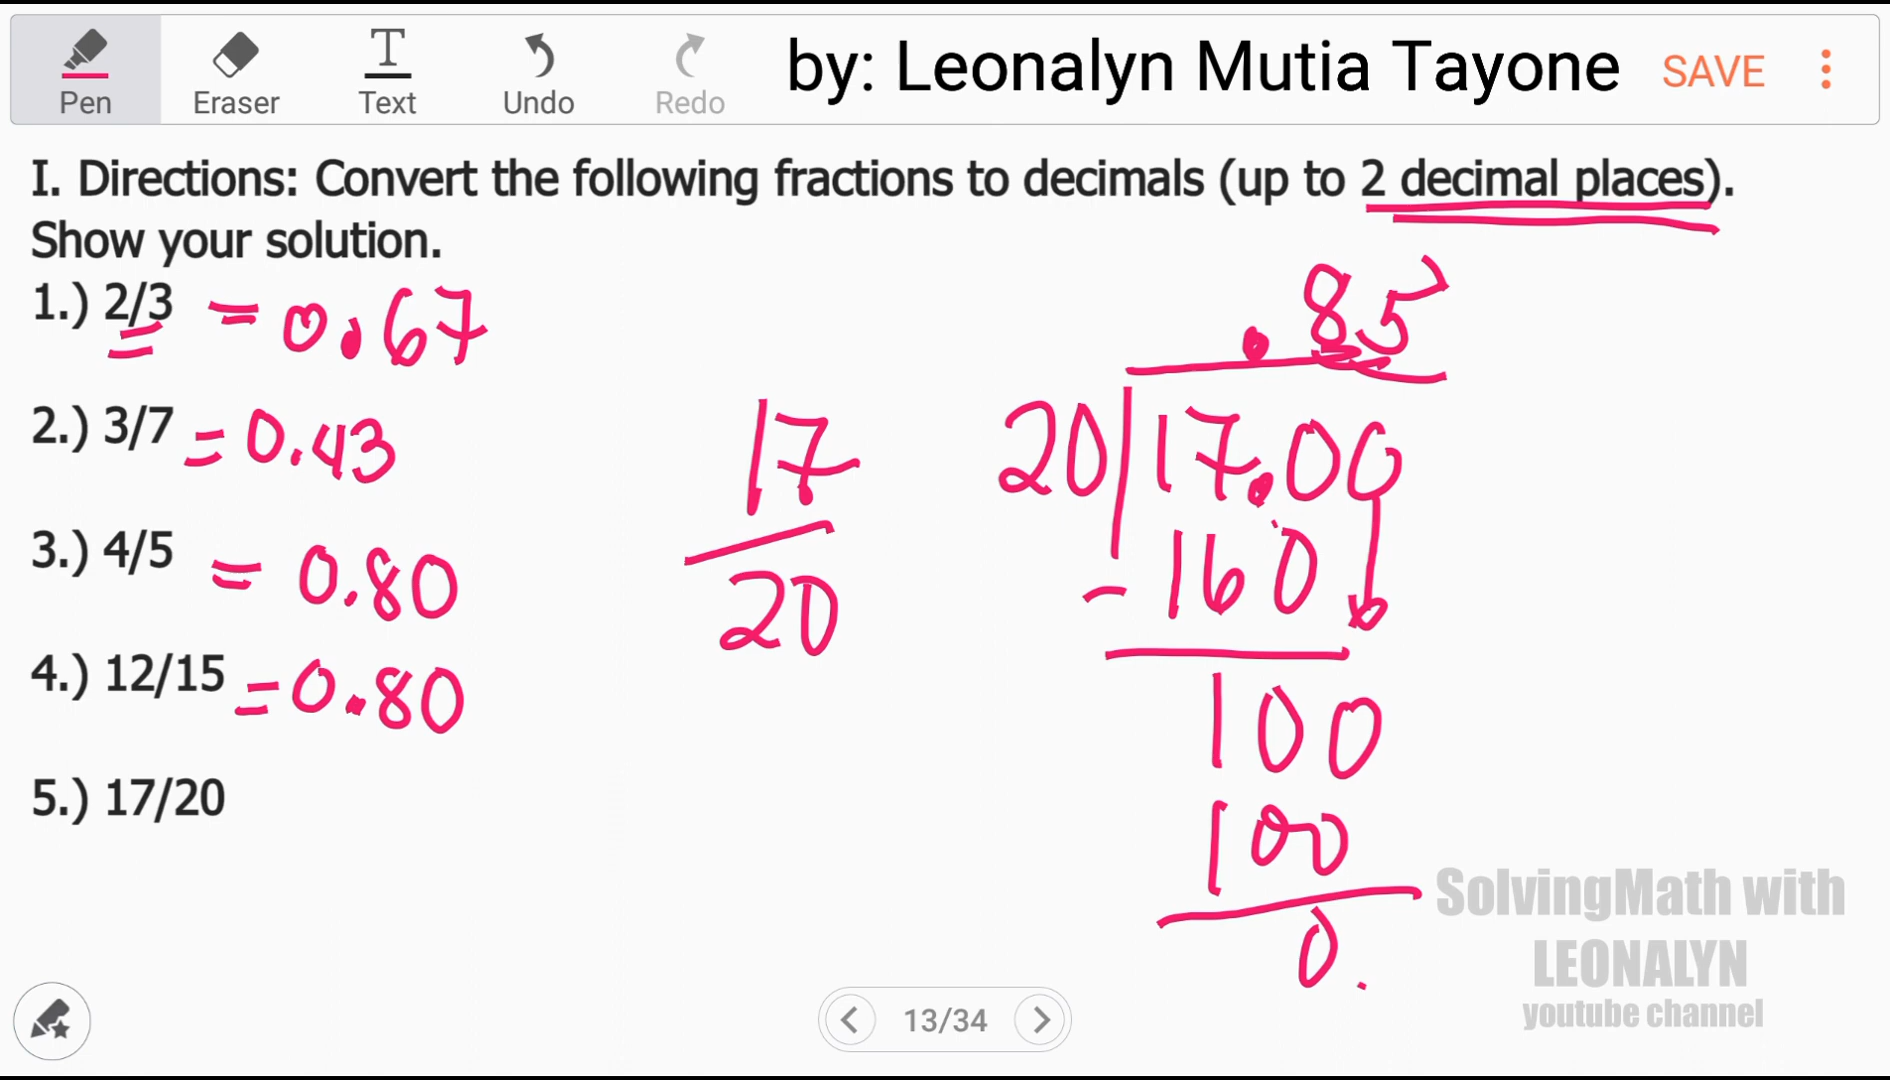 Pen Eraser Text Undo Redo by: Leonalyn Mutia Tayone SAVE
I. Directions: Convert the following fractions to decimals (up to 2 decimal places).
Show your solution.
1.) 2/3 = 0.67
2.) 3/7 = 0.43
3.) 4/5 = 0.80
4.) 12/15 = 0.80
5.) 17/20
17
20
.85
20 17.00
- 160
100
100
0.
SolvingMath with
LEONALYN
youtube channel
13/34